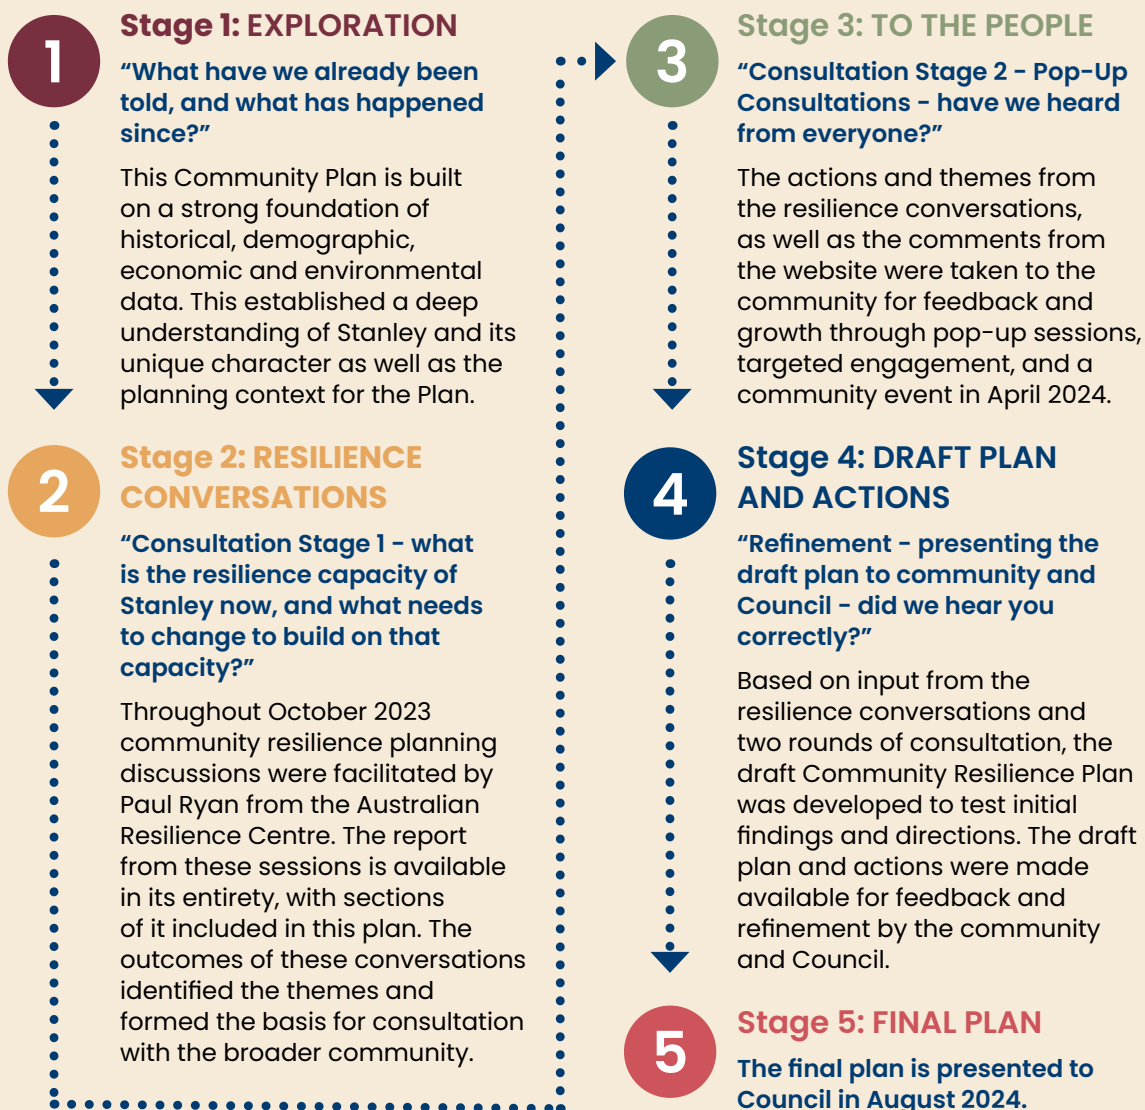 1
Stage 1: EXPLORATION
“What have we already been
told, and what has happened
since?”
This Community Plan is built
on a strong foundation of
historical, demographic,
economic and environmental
data. This established a deep
understanding of Stanley and its
unique character as well as the
planning context for the Plan.
2
Stage 2: RESILIENCE
CONVERSATIONS
“Consultation Stage 1 - what
is the resilience capacity of
Stanley now, and what needs
to change to build on that
capacity?”
Throughout October 2023
community resilience planning
discussions were facilitated by
Paul Ryan from the Australian
Resilience Centre. The report
from these sessions is available
in its entirety, with sections
of it included in this plan. The
outcomes of these conversations
identified the themes and
formed the basis for consultation
with the broader community.
3
Stage 3: TO THE PEOPLE
“Consultation Stage 2 - Pop-Up
Consultations - have we heard
from everyone?”
The actions and themes from
the resilience conversations,
as well as the comments from
the website were taken to the
community for feedback and
growth through pop-up sessions,
targeted engagement, and a
community event in April 2024.
4
Stage 4: DRAFT PLAN
AND ACTIONS
“Refinement - presenting the
draft plan to community and
Council - did we hear you
correctly?”
Based on input from the
resilience conversations and
two rounds of consultation, the
draft Community Resilience Plan
was developed to test initial
findings and directions. The draft
plan and actions were made
available for feedback and
refinement by the community
and Council.
5
Stage 5: FINAL PLAN
The final plan is presented to
Council in August 2024.